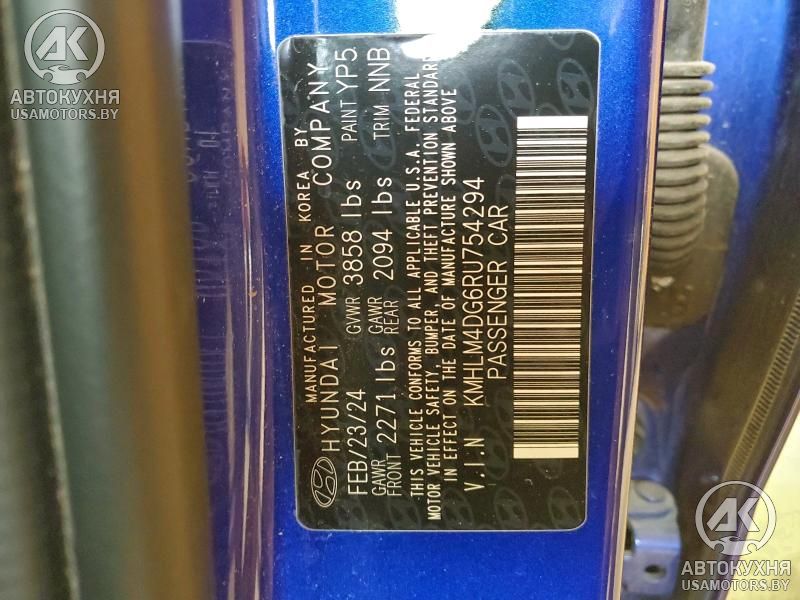 АВТОКУХНЯ
USAMOTORS.BY
MANUFACTURED IN KOREA BY
HYUNDAI MOTOR COMPANY
FEB/23/24 GVWR 3858 lbs PAINT YP5
GAWR FRONT 2271 lbs GAWR REAR 2094 lbs TRIM NNB
THIS VEHICLE CONFORMS TO ALL APPLICABLE U.S.A. FEDERAL
MOTOR VEHICLE SAFETY, BUMPER, AND THEFT PREVENTION STANDARDS
IN EFFECT ON THE DATE OF MANUFACTURE SHOWN ABOVE
V.I.N KMHLM4DG6RU754294
PASSENGER CAR
АВТОКУХНЯ
USAMOTORS.BY